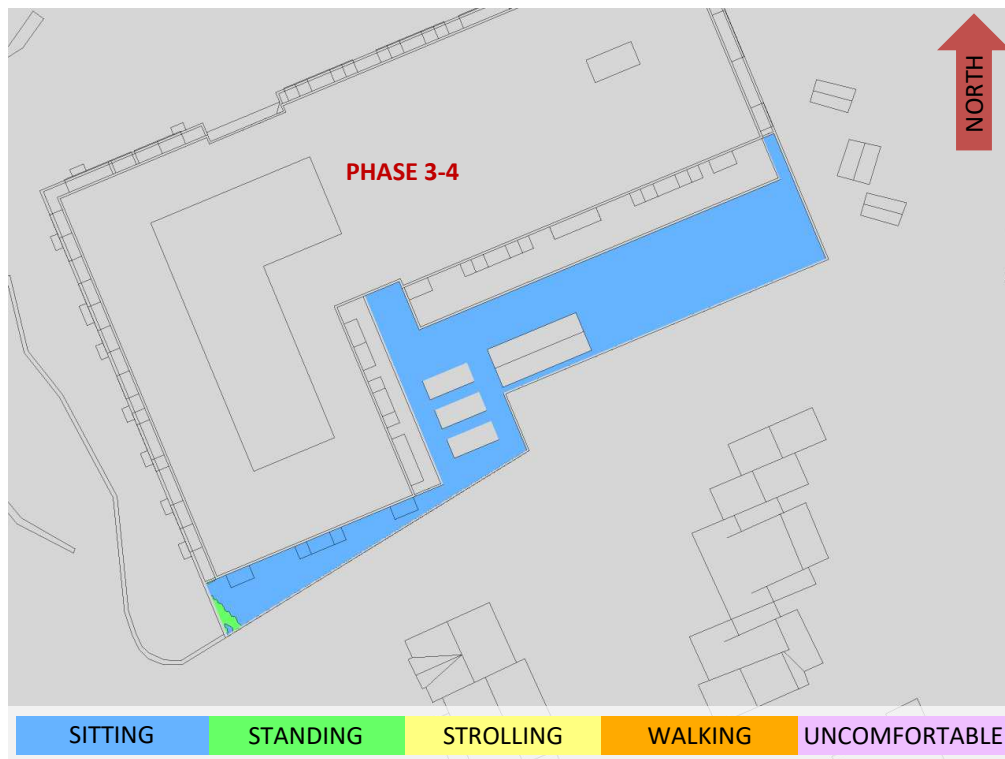 NORTH
PHASE 3-4
SITTING
STANDING
STROLLING
WALKING
UNCOMFORTABLE